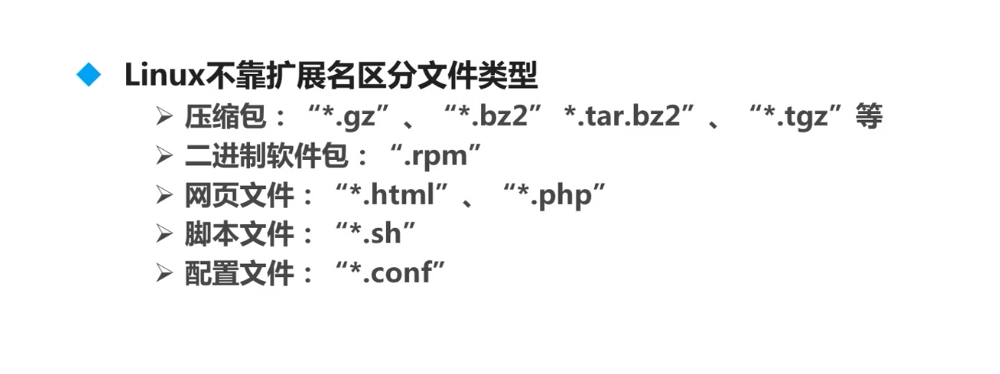 Linux不靠扩展名区分文件类型
压缩包：“*.gz”、“*.bz2” *.tar.bz2”、“*.tgz”等
二进制软件包：“.rpm”
网页文件：“*.html”、“*.php”
脚本文件：“*.sh”
配置文件：“*.conf”